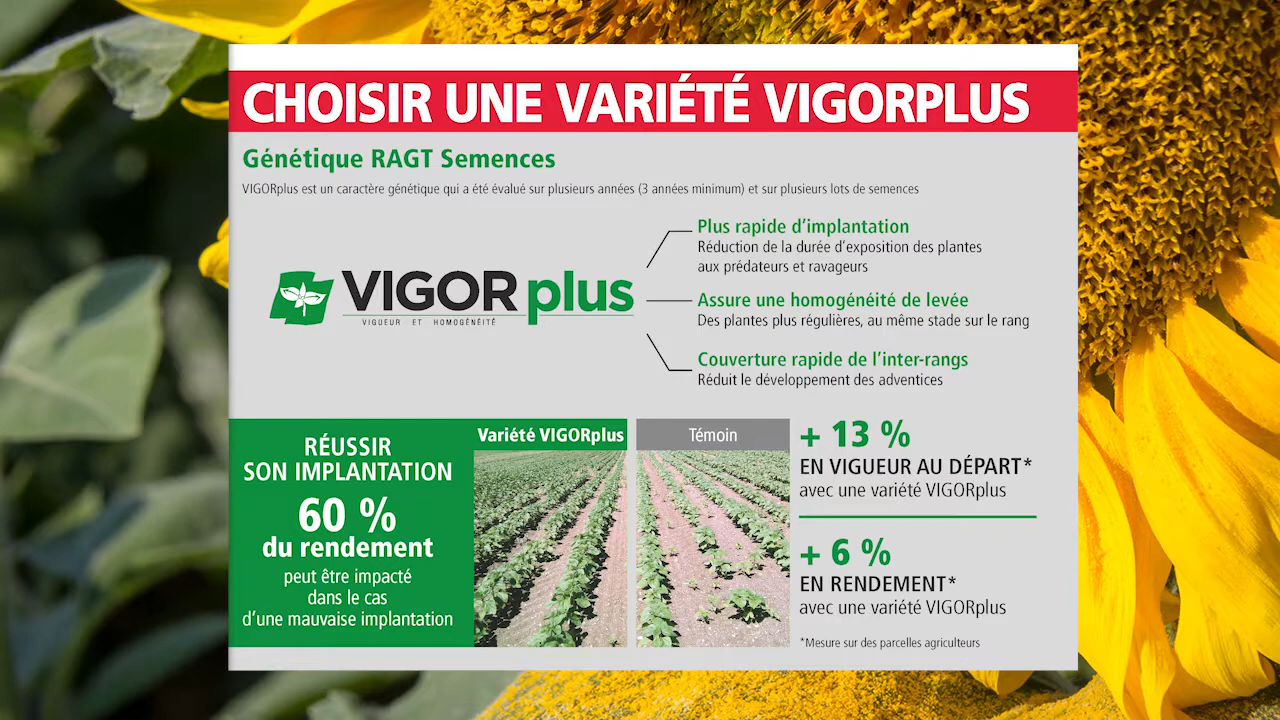 CHOISIR UNE VARIÉTÉ VIGORPLUS
Génétique RAGT Semences
VIGORplus est un caractère génétique qui a été évalué sur plusieurs années (3 années minimum) et sur plusieurs lots de semences
VIGOR plus
VIGUEUR ET HOMOGÉNÉITÉ
Plus rapide d'implantation
Réduction de la durée d'exposition des plantes
aux prédateurs et ravageurs
Assure une homogénéité de levée
Des plantes plus régulières, au même stade sur le rang
Couverture rapide de l'inter-rangs
Réduit le développement des adventices
RÉUSSIR
SON IMPLANTATION
60 %
du rendement
peut être impacté
dans le cas
d'une mauvaise implantation
Variété VIGORplus
Témoin
+ 13 %
EN VIGUEUR AU DÉPART*
avec une variété VIGORplus
+ 6 %
EN RENDEMENT*
avec une variété VIGORplus
*Mesure sur des parcelles agriculteurs